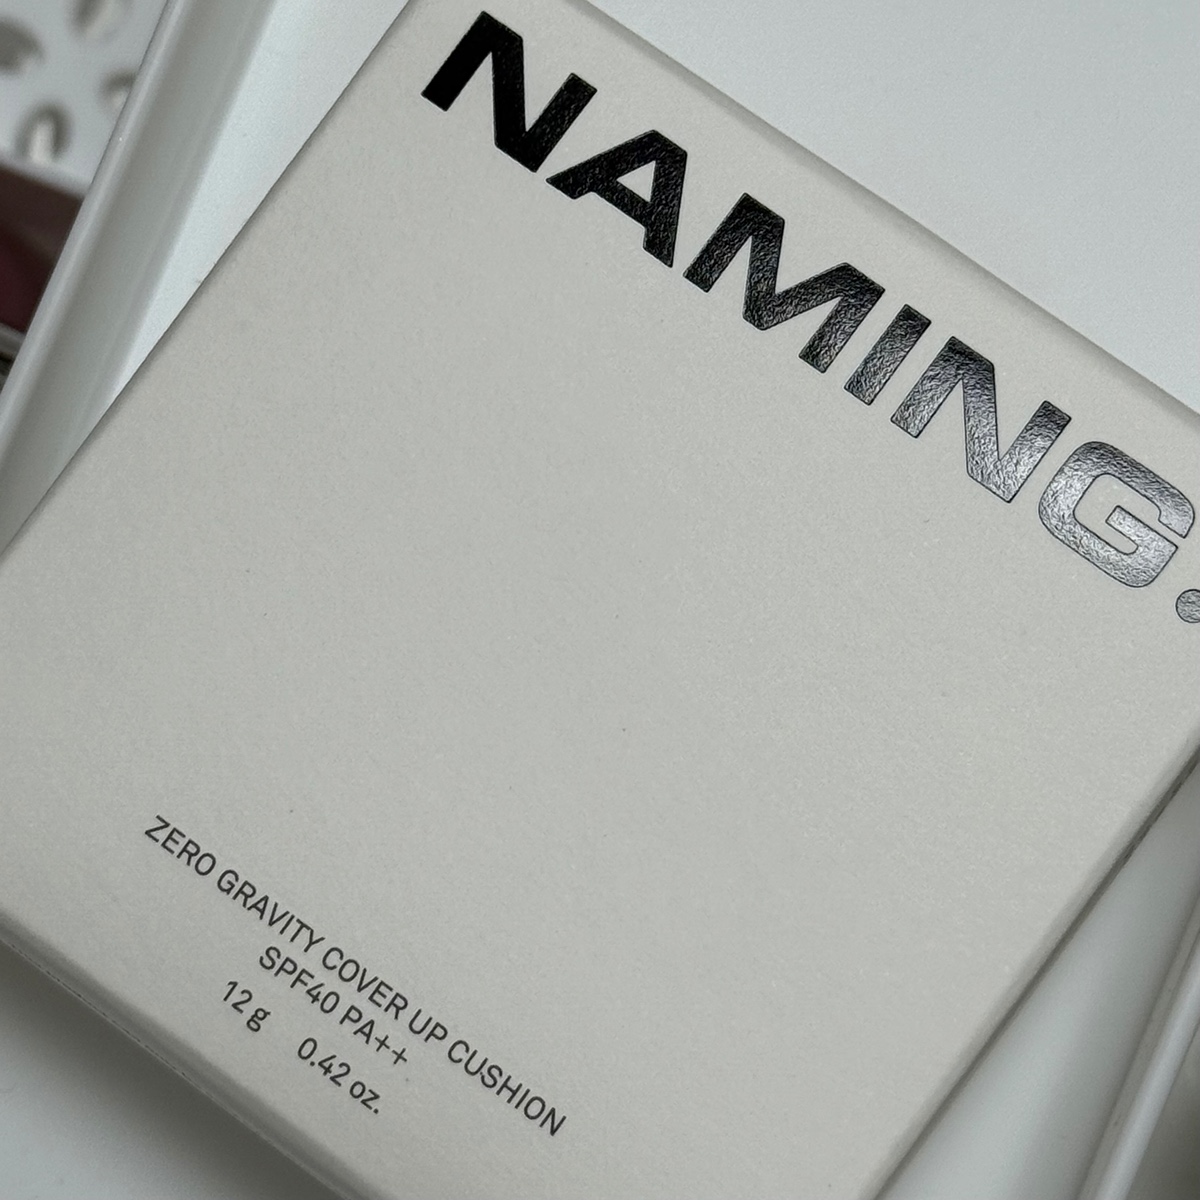 NAMING.
ZERO GRAVITY COVER UP CUSHION
SPF40 PA++
12 g 0.42 oz.